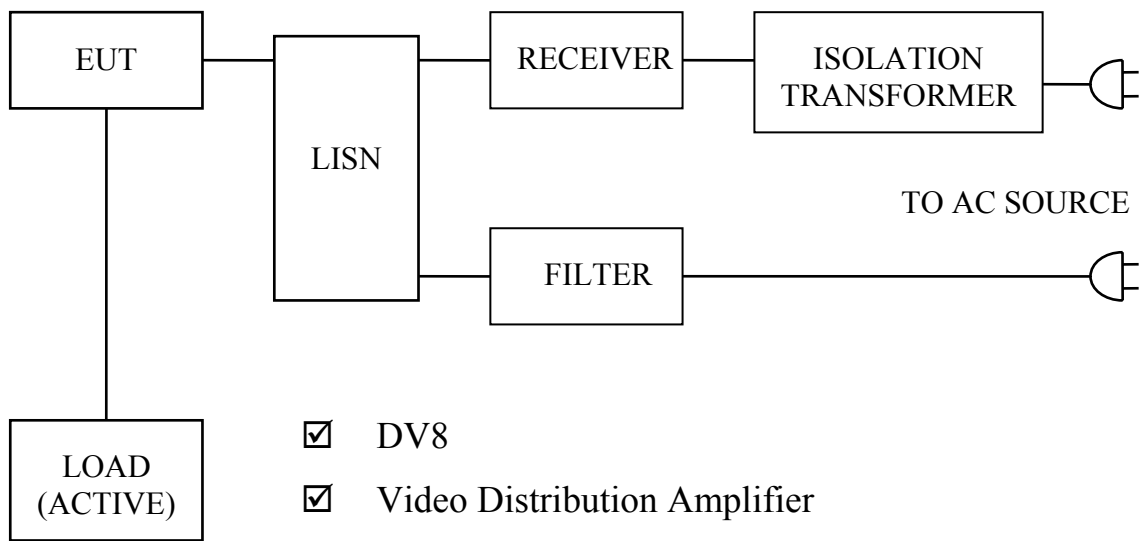 EUT
LISN
RECEIVER
ISOLATION
TRANSFORMER
TO AC SOURCE
FILTER
LOAD
(ACTIVE)
☑ DV8
☑ Video Distribution Amplifier